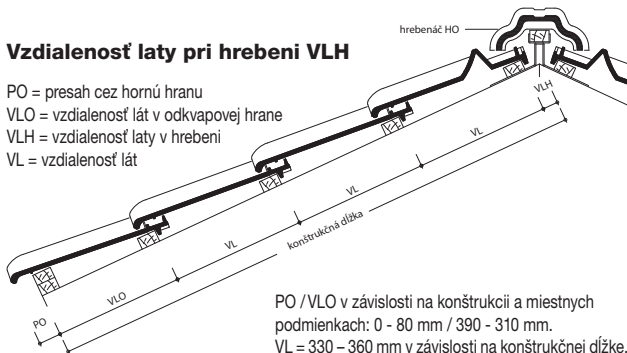 hrebenáč HO
Vzdialenosť laty pri hrebeni VLH
PO = presah cez hornú hranu
VLO = vzdialenosť lát v odkvapovej hrane
VLH = vzdialenosť laty v hrebeni
VL = vzdialenosť lát
VLH
VL
VL
VL
konštrukčná dĺžka
VLO
PO
PO / VLO v závislosti na konštrukcii a miestnych
podmienkach: 0 - 80 mm / 390 - 310 mm.
VL = 330 – 360 mm v závislosti na konštrukčnej dĺžke.